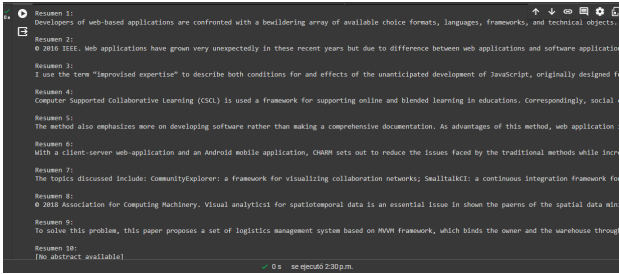 Resumen 1:
Developers of web-based applications are confronted with a bewildering array of available choice formats, languages, frameworks, and technical objects.
Resumen 2:
© 2016 IEEE. Web applications have grown very unexpectedly in these recent years but due to difference between web applications and software application
Resumen 3:
I use the term "improvised expertise" to describe both conditions for and effects of the unanticipated development of JavaScript, originally designed f
Resumen 4:
Computer Supported Collaborative Learning (CSCL) is used a framework for supporting online and blended learning in educations. Correspondingly, social
Resumen 5:
The method also emphasizes more on developing software rather than making a comprehensive documentation. As advantages of this method, web application
Resumen 6:
With a client-server web-application and an Android mobile application, CHARM sets out to reduce the issues faced by the traditional methods while incre
Resumen 7:
The topics discussed include: CommunityExplorer: a framework for visualizing collaboration networks; SmalltalkCI: a continuous integration framework fo
Resumen 8:
© 2018 Association for Computing Machinery. Visual analyticsi for spatiotemporal data is an essential issue in shown the paerns of the spatial data min
Resumen 9:
To solve this problem, this paper proposes a set of logistics management system based on MVVM framework, which binds the owner and the warehouse throug
Resumen 10:
[No abstract available]
0 s se ejecutó 2:30 p.m.